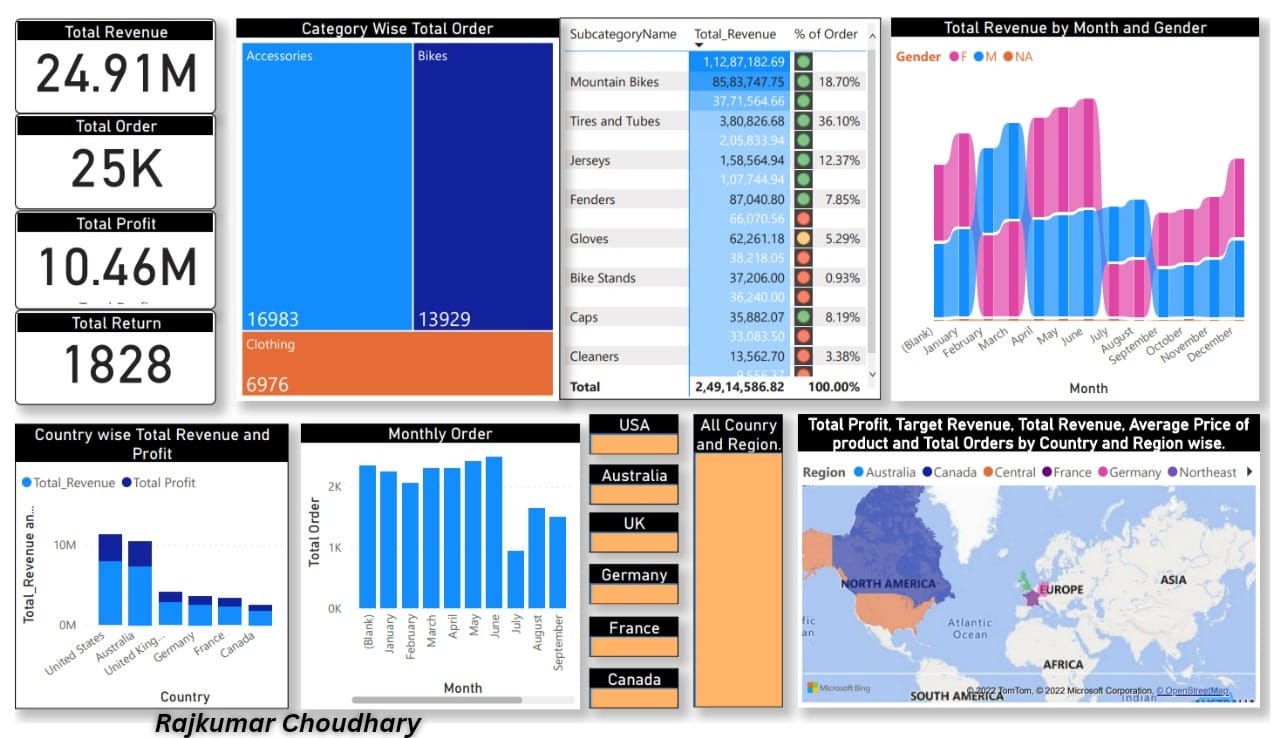 Total Revenue
24.91M
Total Order
25K
Total Profit
10.46M
Total Return
1828
Category Wise Total Order
Accessories
Bikes
16983
13929
Clothing
6976
SubcategoryName Total_Revenue % of Order
1,12,87,182.69
Mountain Bikes 85,83,747.75 18.70%
37,71,564.66
Tires and Tubes 3,80,826.68 36.10%
2,05,833.94
Jerseys 1,58,564.94 12.37%
1,07,744.94
Fenders 87,040.80 7.85%
66,070.56
Gloves 62,261.18 5.29%
38,218.05
Bike Stands 37,206.00 0.93%
36,240.00
Caps 35,882.07 8.19%
33,083.50
Cleaners 13,562.70 3.38%
Total 2,49,14,586.82 100.00%
Total Revenue by Month and Gender
Gender F M NA
(Blank)
January
February
March
April
May
June
July
August
September
October
November
December
Month
Country wise Total Revenue and
Profit
Total_Revenue Total Profit
Total_Revenue an...
10M
0M
United States
Australia
United King...
Germany
France
Canada
Country
Monthly Order
Total Order
2K
1K
0K
(Blank)
January
February
March
April
May
June
July
August
September
Month
USA
Australia
UK
Germany
France
Canada
All Counry
and Region.
Total Profit, Target Revenue, Total Revenue, Average Price of
product and Total Orders by Country and Region wise.
Region Australia Canada Central France Germany Northeast
NORTH AMERICA
EUROPE
ASIA
Atlantic
Ocean
AFRICA
SOUTH AMERICA
Indian
Microsoft Bing
© 2022 TomTom, © 2022 Microsoft Corporation, © OpenStreetMap
Rajkumar Choudhary